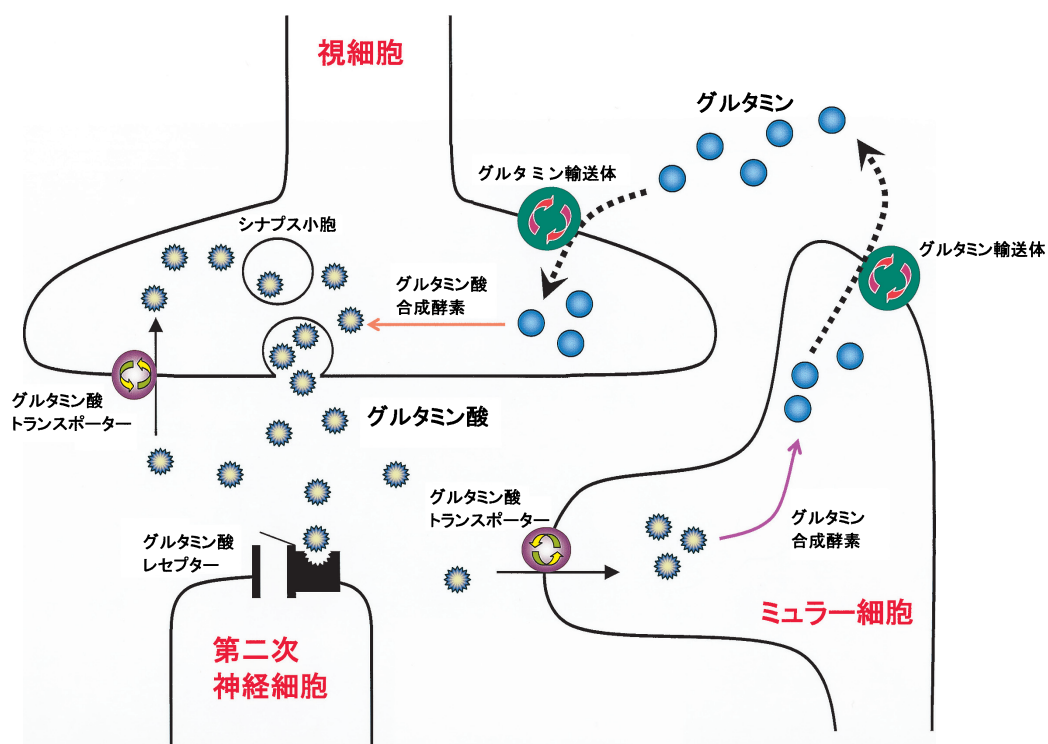 視細胞
グルタミン
グルタミン輸送体
シナプス小胞
グルタミン輸送体
グルタミン酸
合成酵素
グルタミン酸
トランスポーター
グルタミン酸
グルタミン酸
トランスポーター
グルタミン
合成酵素
グルタミン酸
レセプター
ミュラー細胞
第二次
神経細胞